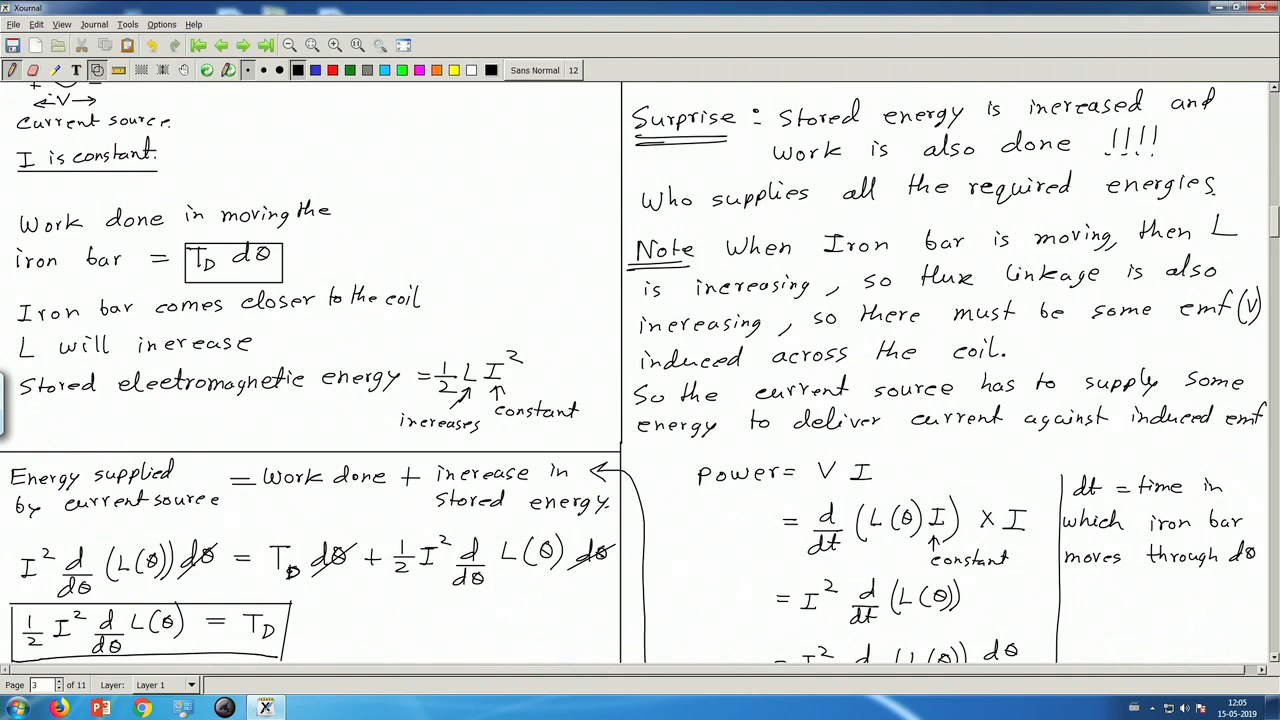 Xournal
File Edit View Journal Tools Options Help
Sans Normal 12
+ -
V
Current source.
I is constant.
Work done in moving the
iron bar = T_D dθ
Iron bar comes closer to the coil
L will increase
Stored electromagnetic energy = 1/2 L I^2
increases constant
Energy supplied by current source = work done + increase in stored energy.
I^2 d/dθ (L(θ)) dθ = T_D dθ + 1/2 I^2 d/dθ L(θ) dθ
1/2 I^2 d/dθ L(θ) = T_D
Surprise : Stored energy is increased and
work is also done !!!!
Who supplies all the required energies.
Note When Iron bar is moving, then L
is increasing, so flux linkage is also
increasing, so there must be some emf (V)
induced across the coil.
So the current source has to supply some
energy to deliver current against induced emf
Power = V I
= d/dt (L(θ) I) × I
constant
= I^2 d/dt (L(θ))
= I^2 d/dθ (L(θ)) dθ
dt = time in
which iron bar
moves through dθ
Page 3 of 11 Layer: Layer 1
12:05
15-05-2019